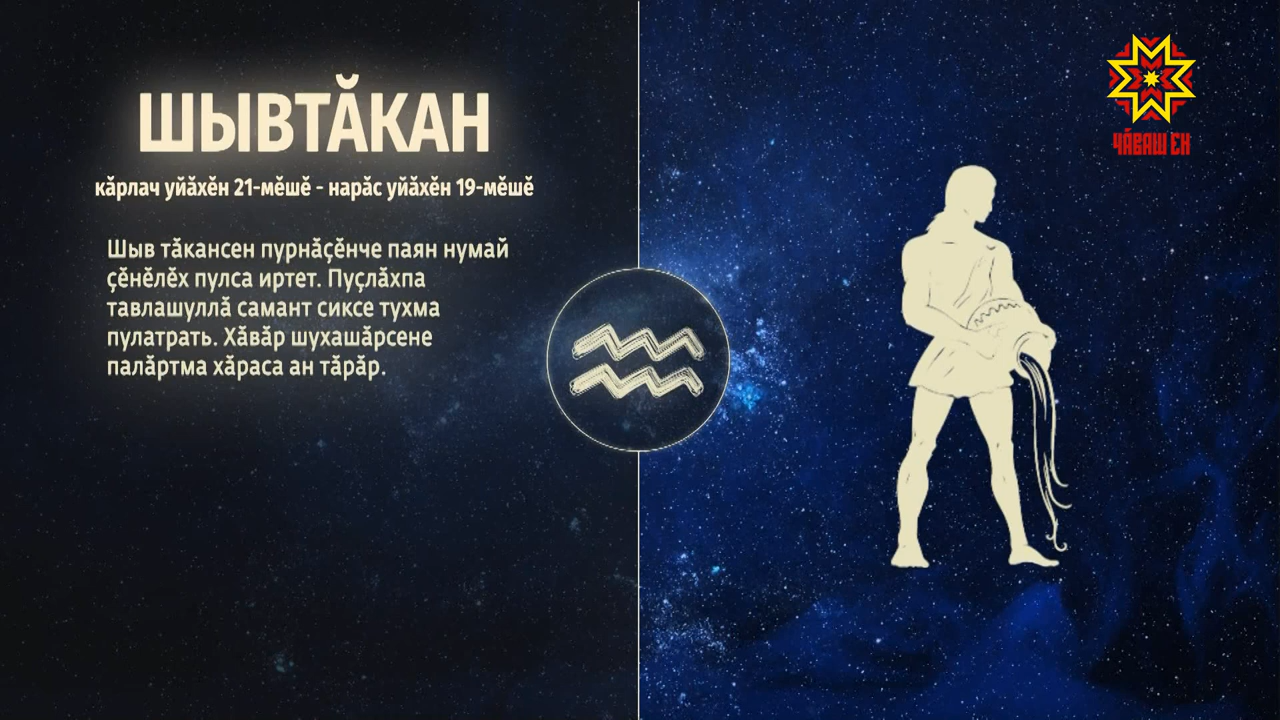 ШЫВТӐКАН
кӑрлач уйӑхӗн 21-мӗшӗ - нарӑс уйӑхӗн 19-мӗшӗ
Шыв тӑкансен пурнӑҫӗнче паян нумай
ҫӗнӗлӗх пулса иртет. Пуҫлӑхпа
тавлашуллӑ самант сиксе тухма
пулатрать. Хӑвӑр шухашӑрсене
палӑртма хӑраса ан тӑрӑр.
ЧӐВАШ ЕН